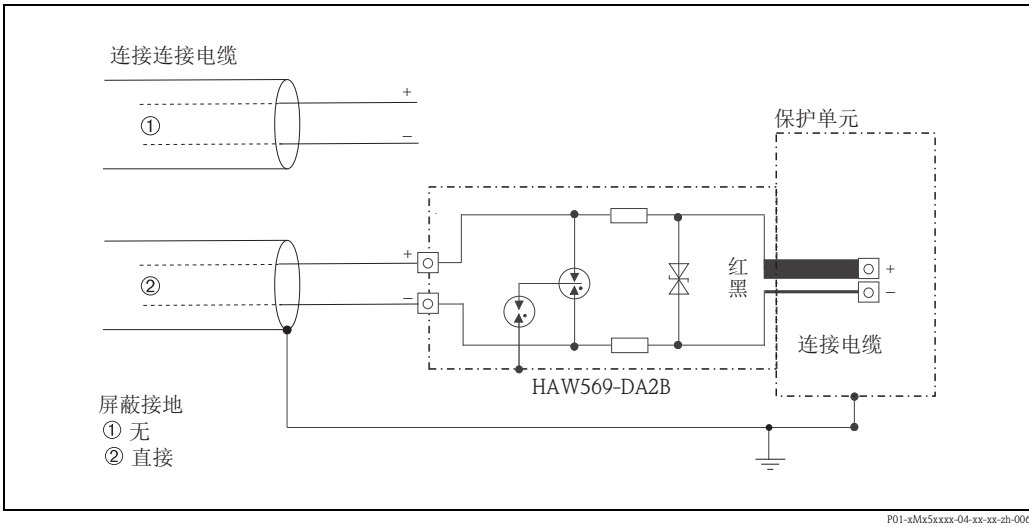 连接连接电缆
+
①
−
保护单元
+
②
−
红
黑
+
−
连接电缆
HAW569-DA2B
屏蔽接地
① 无
② 直接
P01-xMx5xxxx-04-xx-xx-zh-006